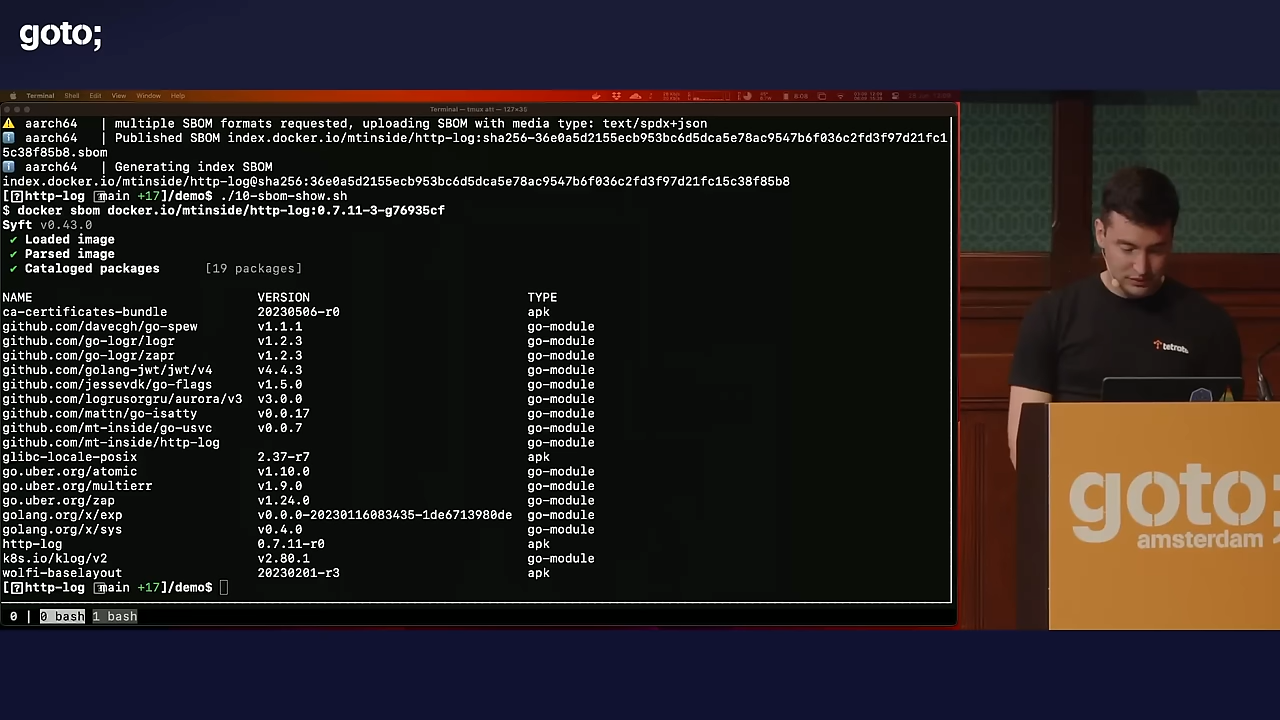 goto;
Terminal Shell Edit View Window Help
Terminal — tmux att — 127×35
aarch64 | multiple SBOM formats requested, uploading SBOM with media type: text/spdx+json
aarch64 | Published SBOM index.docker.io/mtinside/http-log:sha256-36e0a5d2155ecb953bc6d5dca5e78ac9547b6f036c2fd3f97d21fc1
5c38f85b8.sbom
aarch64 | Generating index SBOM
index.docker.io/mtinside/http-log@sha256:36e0a5d2155ecb953bc6d5dca5e78ac9547b6f036c2fd3f97d21fc15c38f85b8
[?http-log main +17]/demo$ ./10-sbom-show.sh
$ docker sbom docker.io/mtinside/http-log:0.7.11-3-g76935cf
Syft v0.43.0
✔ Loaded image
✔ Parsed image
✔ Cataloged packages [19 packages]
NAME VERSION TYPE
ca-certificates-bundle 20230506-r0 apk
github.com/davecgh/go-spew v1.1.1 go-module
github.com/go-logr/logr v1.2.3 go-module
github.com/go-logr/zapr v1.2.3 go-module
github.com/golang-jwt/jwt/v4 v4.4.3 go-module
github.com/jessevdk/go-flags v1.5.0 go-module
github.com/logrusorgru/aurora/v3 v3.0.0 go-module
github.com/mattn/go-isatty v0.0.17 go-module
github.com/mt-inside/go-usvc v0.0.7 go-module
github.com/mt-inside/http-log go-module
glibc-locale-posix 2.37-r7 apk
go.uber.org/atomic v1.10.0 go-module
go.uber.org/multierr v1.9.0 go-module
go.uber.org/zap v1.24.0 go-module
golang.org/x/exp v0.0.0-20230116083435-1de6713980de go-module
golang.org/x/sys v0.4.0 go-module
http-log 0.7.11-r0 apk
k8s.io/klog/v2 v2.80.1 go-module
wolfi-baselayout 20230201-r3 apk
[?http-log main +17]/demo$
0 | 0 bash 1 bash
tetrate
goto;
amsterdam